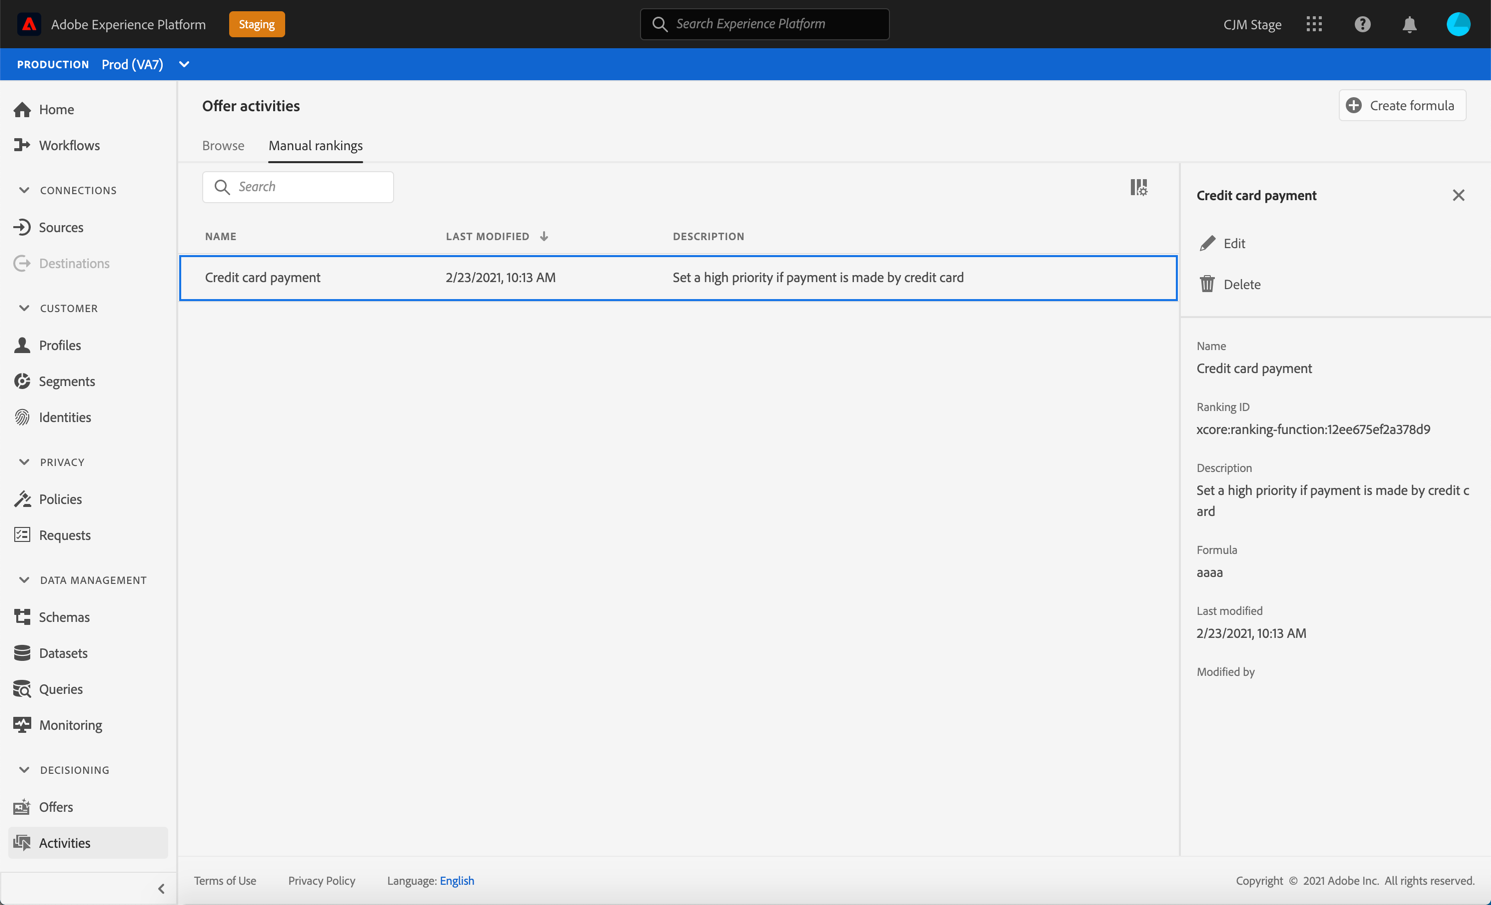 Adobe Experience Platform
Staging
Search Experience Platform
CJM Stage
PRODUCTION Prod (VA7)
Home
Workflows
CONNECTIONS
Sources
Destinations
CUSTOMER
Profiles
Segments
Identities
PRIVACY
Policies
Requests
DATA MANAGEMENT
Schemas
Datasets
Queries
Monitoring
DECISIONING
Offers
Activities
Offer activities
Create formula
Browse Manual rankings
Search
NAME LAST MODIFIED DESCRIPTION
Credit card payment 2/23/2021, 10:13 AM Set a high priority if payment is made by credit card
Credit card payment
Edit
Delete
Name
Credit card payment
Ranking ID
xcore:ranking-function:12ee675ef2a378d9
Description
Set a high priority if payment is made by credit c
ard
Formula
aaaa
Last modified
2/23/2021, 10:13 AM
Modified by
Terms of Use Privacy Policy Language: English
Copyright © 2021 Adobe Inc. All rights reserved.